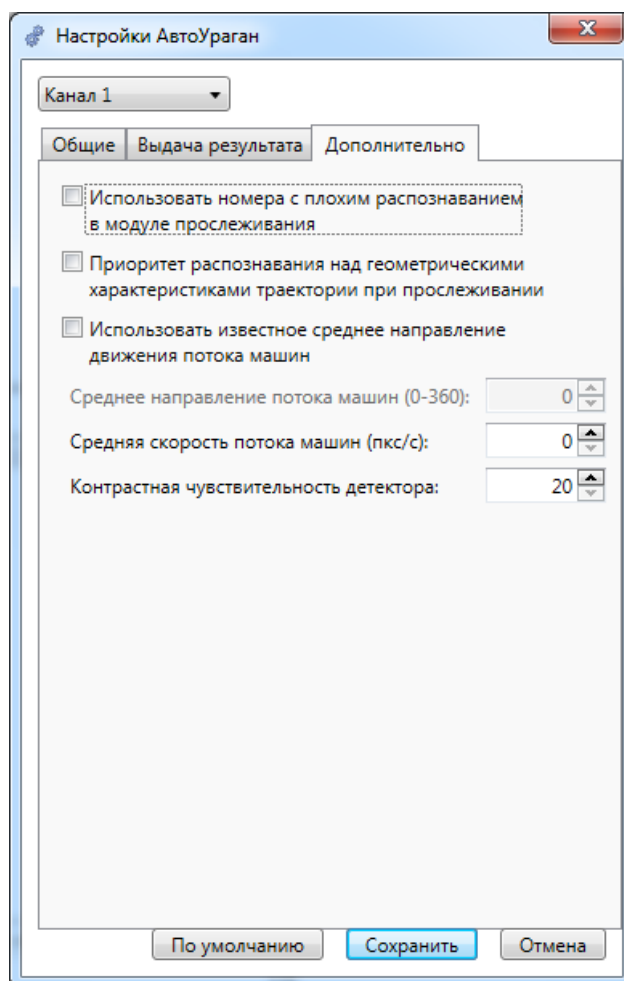 Настройки АвтоУраган
Канал 1
Общие Выдача результата Дополнительно
Использовать номера с плохим распознаванием
в модуле прослеживания
Приоритет распознавания над геометрическими
характеристиками траектории при прослеживании
Использовать известное среднее направление
движения потока машин
Среднее направление потока машин (0-360): 0
Средняя скорость потока машин (пкс/с): 0
Контрастная чувствительность детектора: 20
По умолчанию Сохранить Отмена